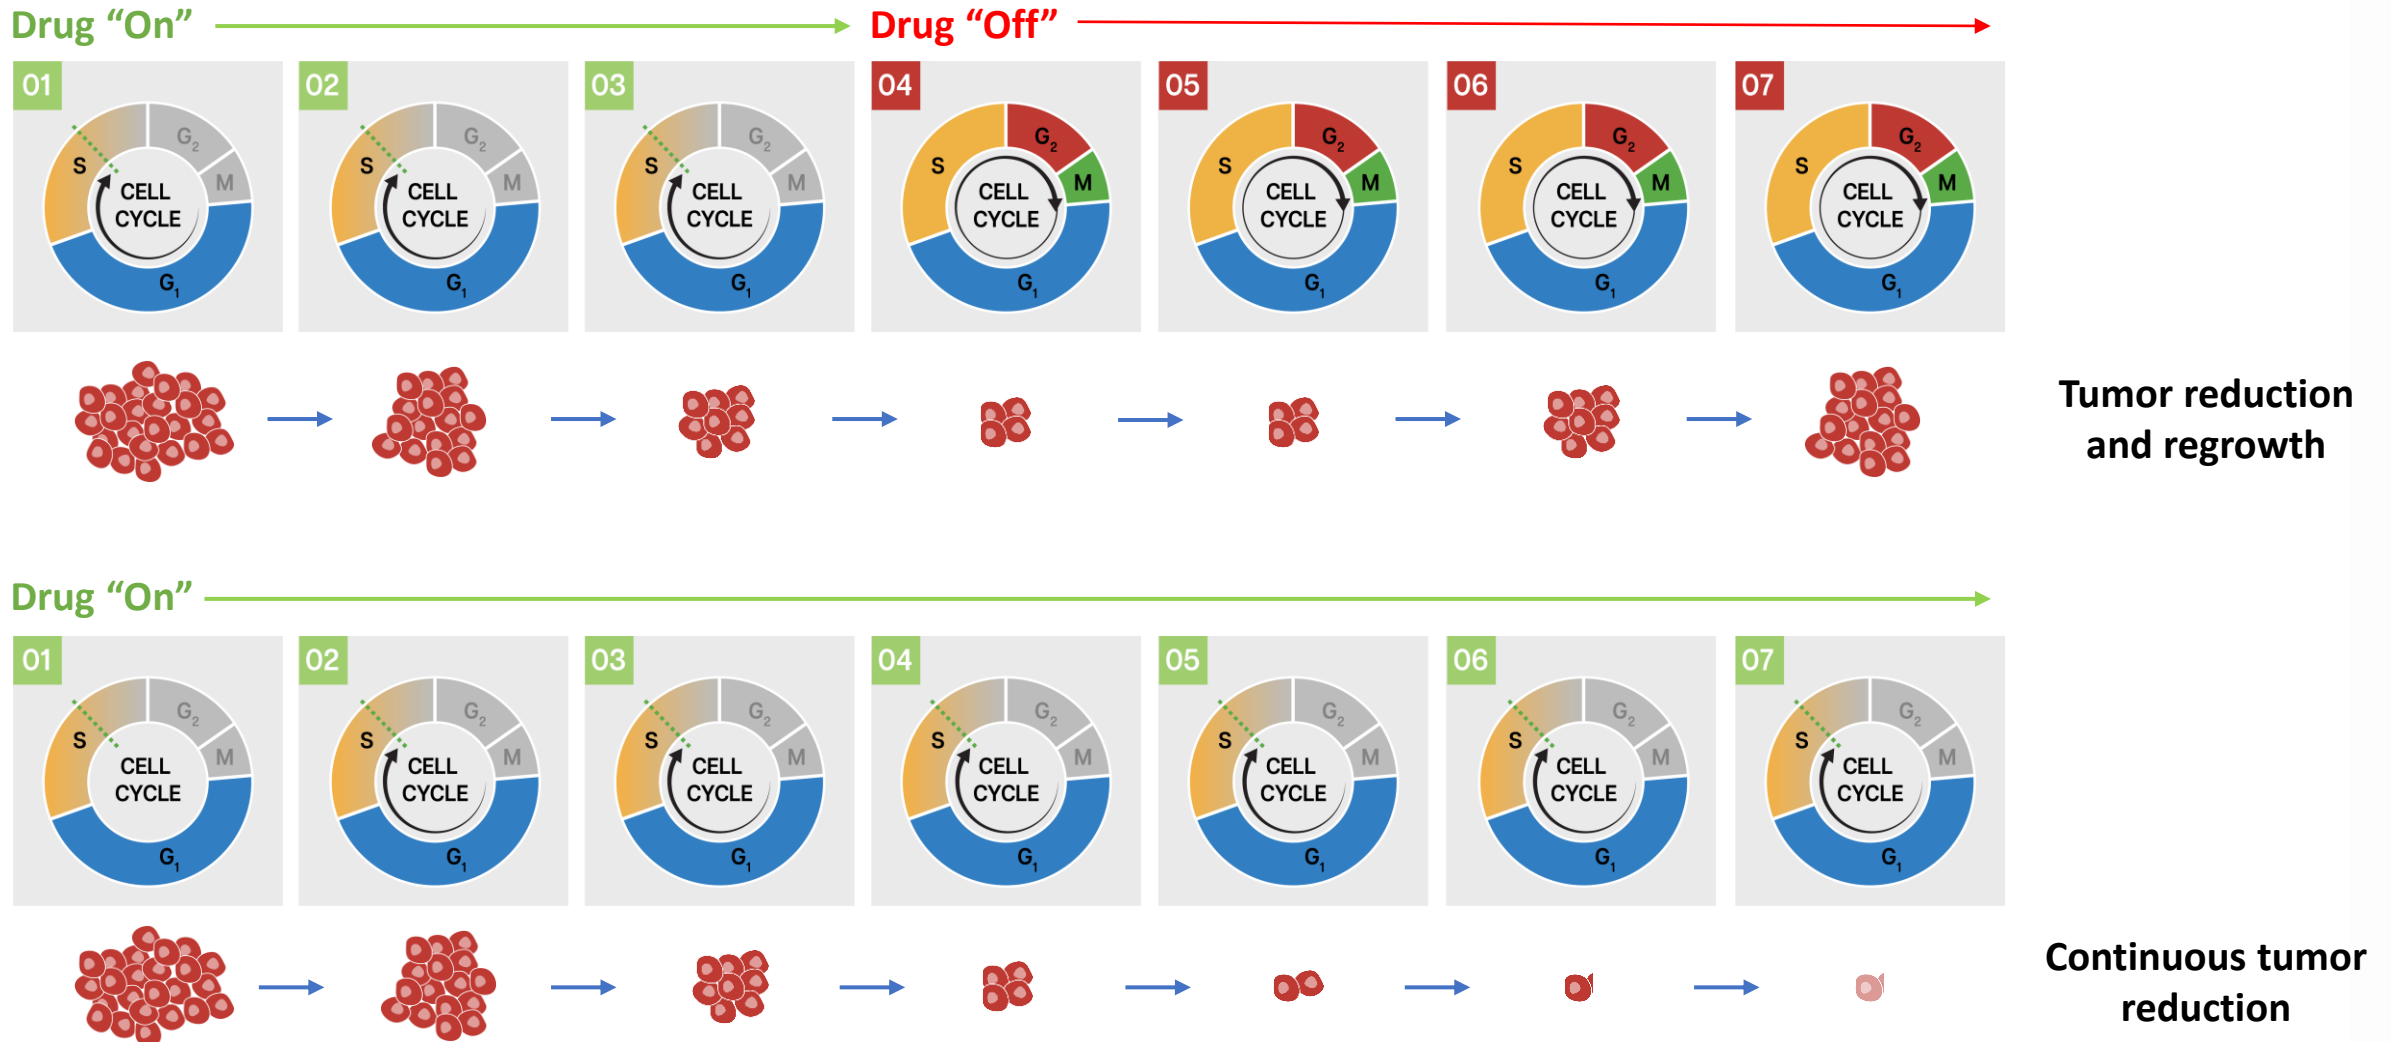 Drug “On” Drug “Off”
01 02 03 04 05 06 07
G₂ G₂ G₂ G₂ G₂ G₂ G₂
S S S S S S S
M M M M M M M
CELL CELL CELL CELL CELL CELL CELL
CYCLE CYCLE CYCLE CYCLE CYCLE CYCLE CYCLE
G₁ G₁ G₁ G₁ G₁ G₁ G₁
Tumor reduction
and regrowth
Drug “On”
01 02 03 04 05 06 07
G₂ G₂ G₂ G₂ G₂ G₂ G₂
S S S S S S S
M M M M M M M
CELL CELL CELL CELL CELL CELL CELL
CYCLE CYCLE CYCLE CYCLE CYCLE CYCLE CYCLE
G₁ G₁ G₁ G₁ G₁ G₁ G₁
Continuous tumor
reduction